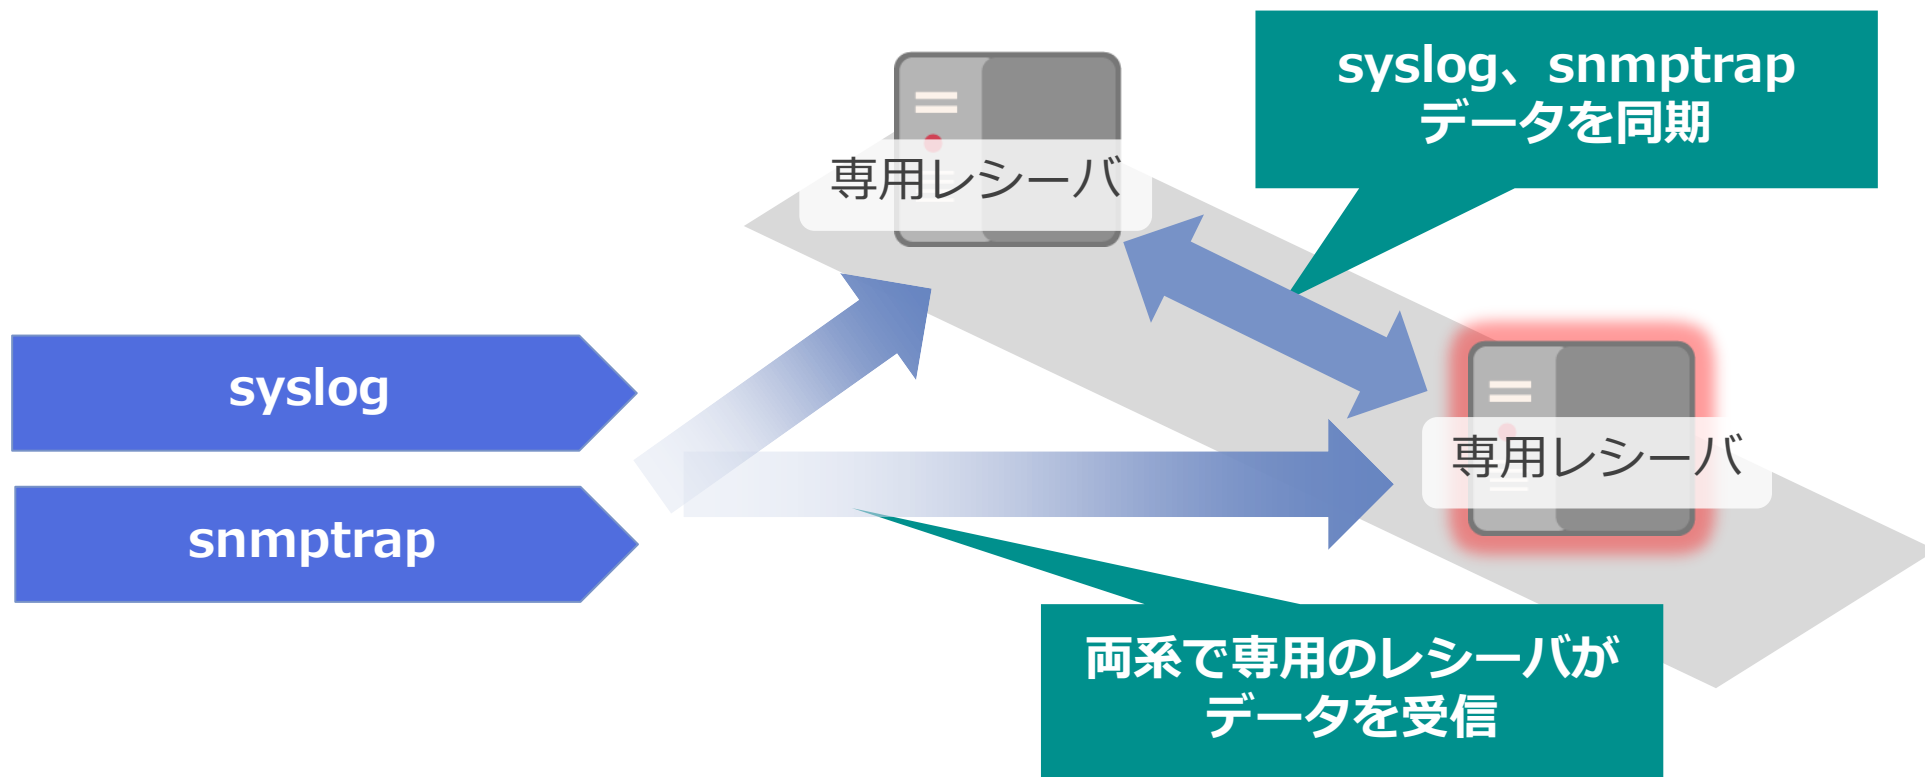 syslog、snmptrap
データを同期
専用レシーバ
syslog
専用レシーバ
snmptrap
両系で専用のレシーバが
データを受信